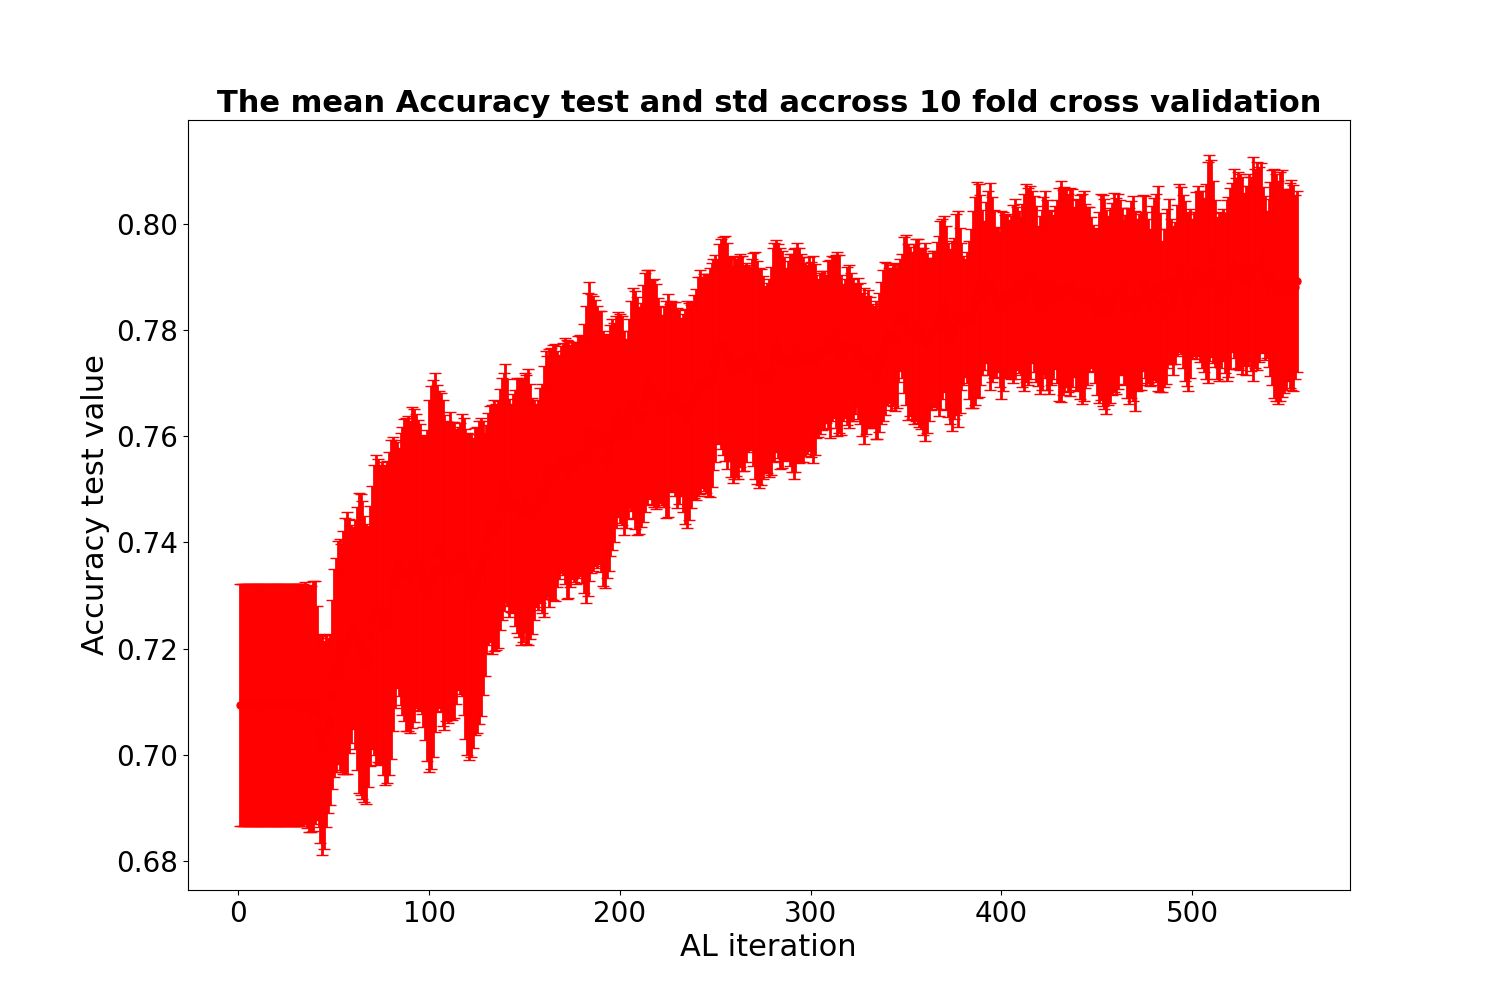 The mean Accuracy test and std accross 10 fold cross validation
Accuracy test value
0.80
0.78
0.76
0.74
0.72
0.70
0.68
0 100 200 300 400 500
AL iteration